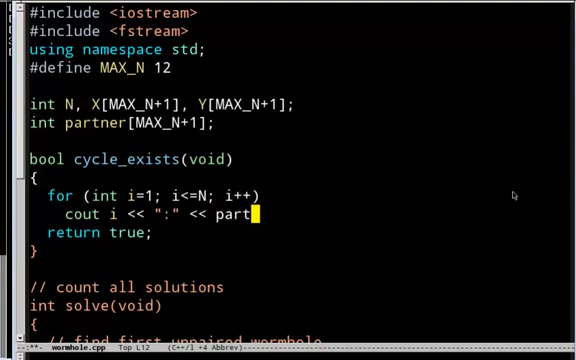 #include <iostream>
#include <fstream>
using namespace std;
#define MAX_N 12
int N, X[MAX_N+1], Y[MAX_N+1];
int partner[MAX_N+1];
bool cycle_exists(void)
{
for (int i=1; i<=N; i++)
cout i << ":" << part
return true;
}
// count all solutions
int solve(void)
{
// find first unpaired wormhole
--:**- wormhole.cpp Top L12 (C++/l +4 Abbrev)